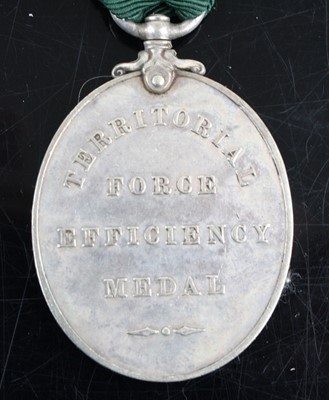 TERRITORIAL
FORCE
EFFICIENCY
MEDAL